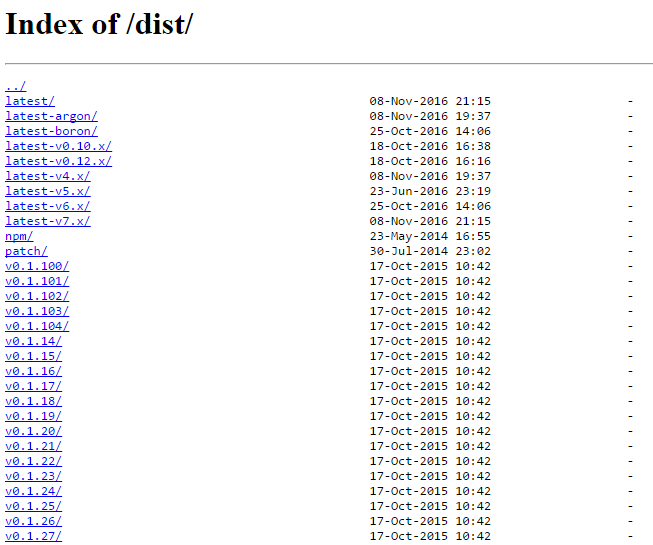 Index of /dist/
../
latest/ 08-Nov-2016 21:15 -
latest-argon/ 08-Nov-2016 19:37 -
latest-boron/ 25-Oct-2016 14:06 -
latest-v0.10.x/ 18-Oct-2016 16:38 -
latest-v0.12.x/ 18-Oct-2016 16:16 -
latest-v4.x/ 08-Nov-2016 19:37 -
latest-v5.x/ 23-Jun-2016 23:19 -
latest-v6.x/ 25-Oct-2016 14:06 -
latest-v7.x/ 08-Nov-2016 21:15 -
npm/ 23-May-2014 16:55 -
patch/ 30-Jul-2014 23:02 -
v0.1.100/ 17-Oct-2015 10:42 -
v0.1.101/ 17-Oct-2015 10:42 -
v0.1.102/ 17-Oct-2015 10:42 -
v0.1.103/ 17-Oct-2015 10:42 -
v0.1.104/ 17-Oct-2015 10:42 -
v0.1.14/ 17-Oct-2015 10:42 -
v0.1.15/ 17-Oct-2015 10:42 -
v0.1.16/ 17-Oct-2015 10:42 -
v0.1.17/ 17-Oct-2015 10:42 -
v0.1.18/ 17-Oct-2015 10:42 -
v0.1.19/ 17-Oct-2015 10:42 -
v0.1.20/ 17-Oct-2015 10:42 -
v0.1.21/ 17-Oct-2015 10:42 -
v0.1.22/ 17-Oct-2015 10:42 -
v0.1.23/ 17-Oct-2015 10:42 -
v0.1.24/ 17-Oct-2015 10:42 -
v0.1.25/ 17-Oct-2015 10:42 -
v0.1.26/ 17-Oct-2015 10:42 -
v0.1.27/ 17-Oct-2015 10:42 -